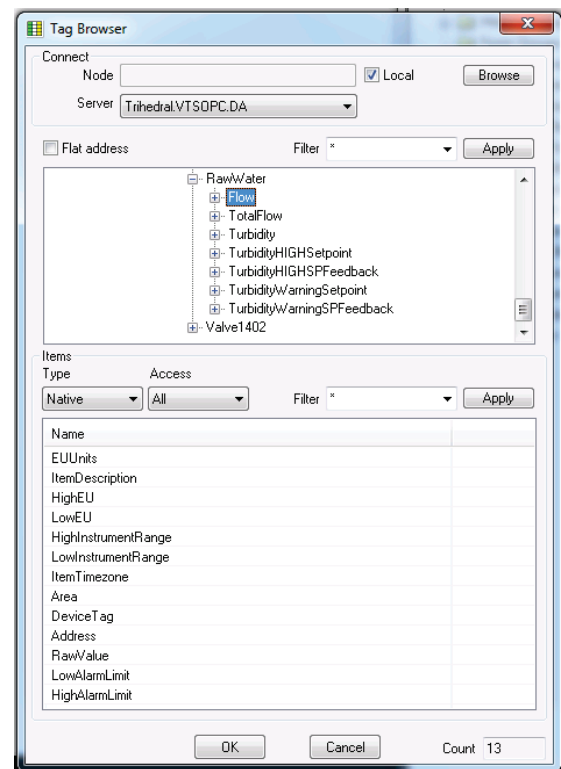 Tag Browser
Connect
Node Local Browse
Server Trihedral.VTSOPC.DA
Flat address Filter * Apply
RawWater
Flow
TotalFlow
Turbidity
TurbidityHIGHSetpoint
TurbidityHIGHSPFeedback
TurbidityWarningSetpoint
TurbidityWarningSPFeedback
Valve1402
Items
Type Access
Native All Filter * Apply
Name
EUUnits
ItemDescription
HighEU
LowEU
HighInstrumentRange
LowInstrumentRange
ItemTimezone
Area
DeviceTag
Address
RawValue
LowAlarmLimit
HighAlarmLimit
OK Cancel Count 13